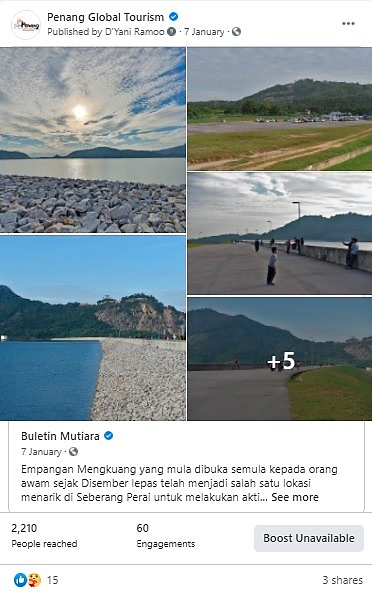 Penang Global Tourism
Published by D'Yani Ramoo · 7 January ·
+5
Buletin Mutiara
7 January ·
Empangan Mengkuang yang mula dibuka semula kepada orang
awam sejak Disember lepas telah menjadi salah satu lokasi
menarik di Seberang Perai untuk melakukan akti... See more
2,210
People reached
60
Engagements
Boost Unavailable
15
3 shares